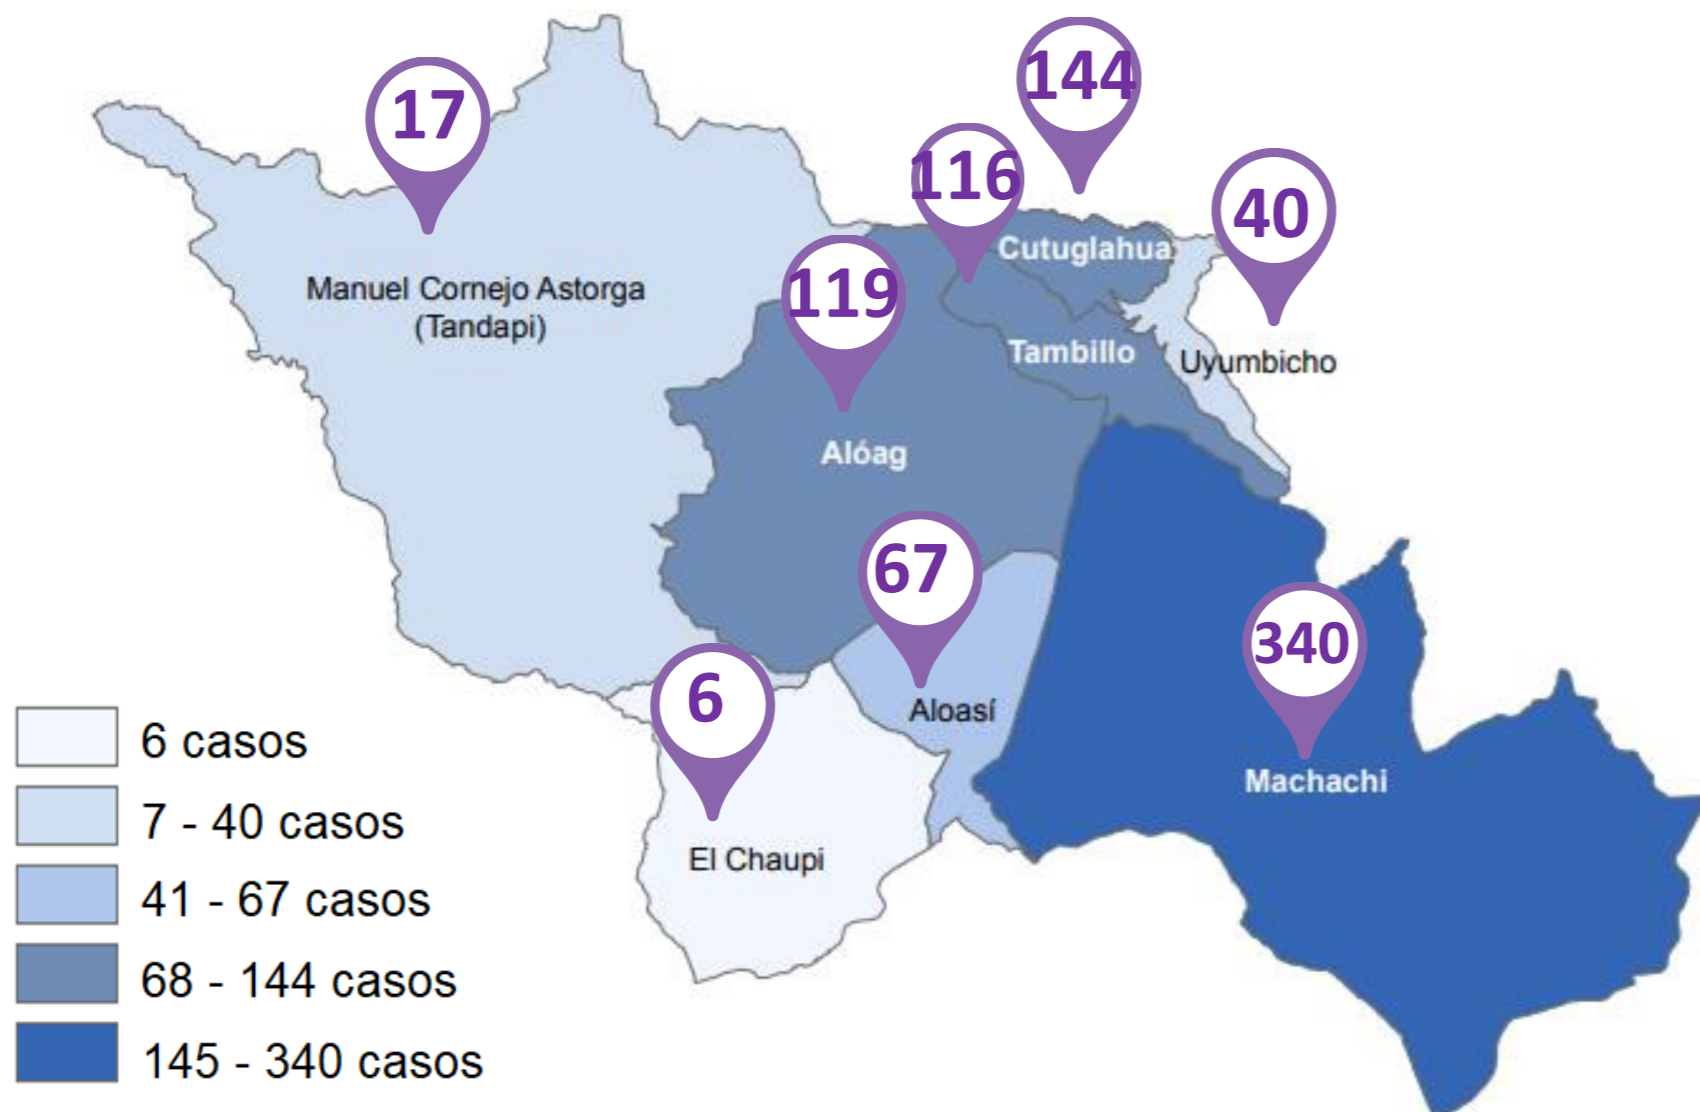 144
17
116
40
Cutuglahua
119
Manuel Cornejo Astorga
(Tandapi)
Tambillo
Uyumbicho
Alóag
67
340
6
Aloasí
Machachi
El Chaupi
6 casos
7 - 40 casos
41 - 67 casos
68 - 144 casos
145 - 340 casos